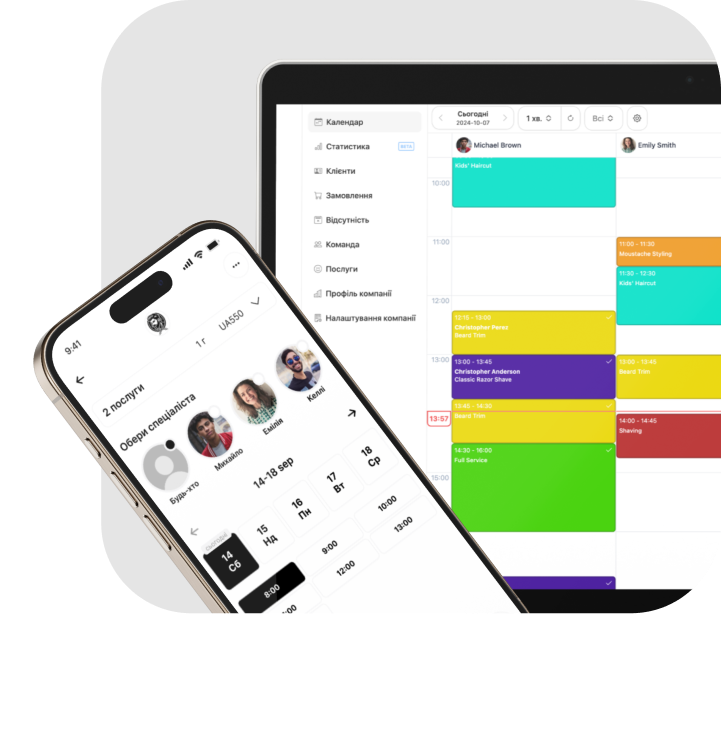 Календар
Статистика
BETA
Клієнти
Замовлення
Відсутність
Команда
Послуги
Профіль компанії
Налаштування компанії
Сьогодні
2024-10-07
1 хв.
Всі
Michael Brown
Emily Smith
Kids' Haircut
10:00
11:00
11:00 - 11:30
Moustache Styling
11:30 - 12:30
Kids' Haircut
12:00
12:15 - 13:00
Christopher Perez
Beard Trim
13:00
13:00 - 13:45
Christopher Anderson
Classic Razor Shave
13:00 - 13:45
Beard Trim
13:57
13:45 - 14:30
Beard Trim
14:00 - 14:45
Shaving
14:30 - 16:00
Full Service
15:00
9:41
2 послуги
1 г
UA550
Обери спеціаліста
Будь-хто
Михайло
Емілія
Келлі
14-18 sep
Сьогодні
14
Сб
15
Нд
16
Пн
17
Вт
18
Ср
8:00
9:00
10:00
12:00
13:00